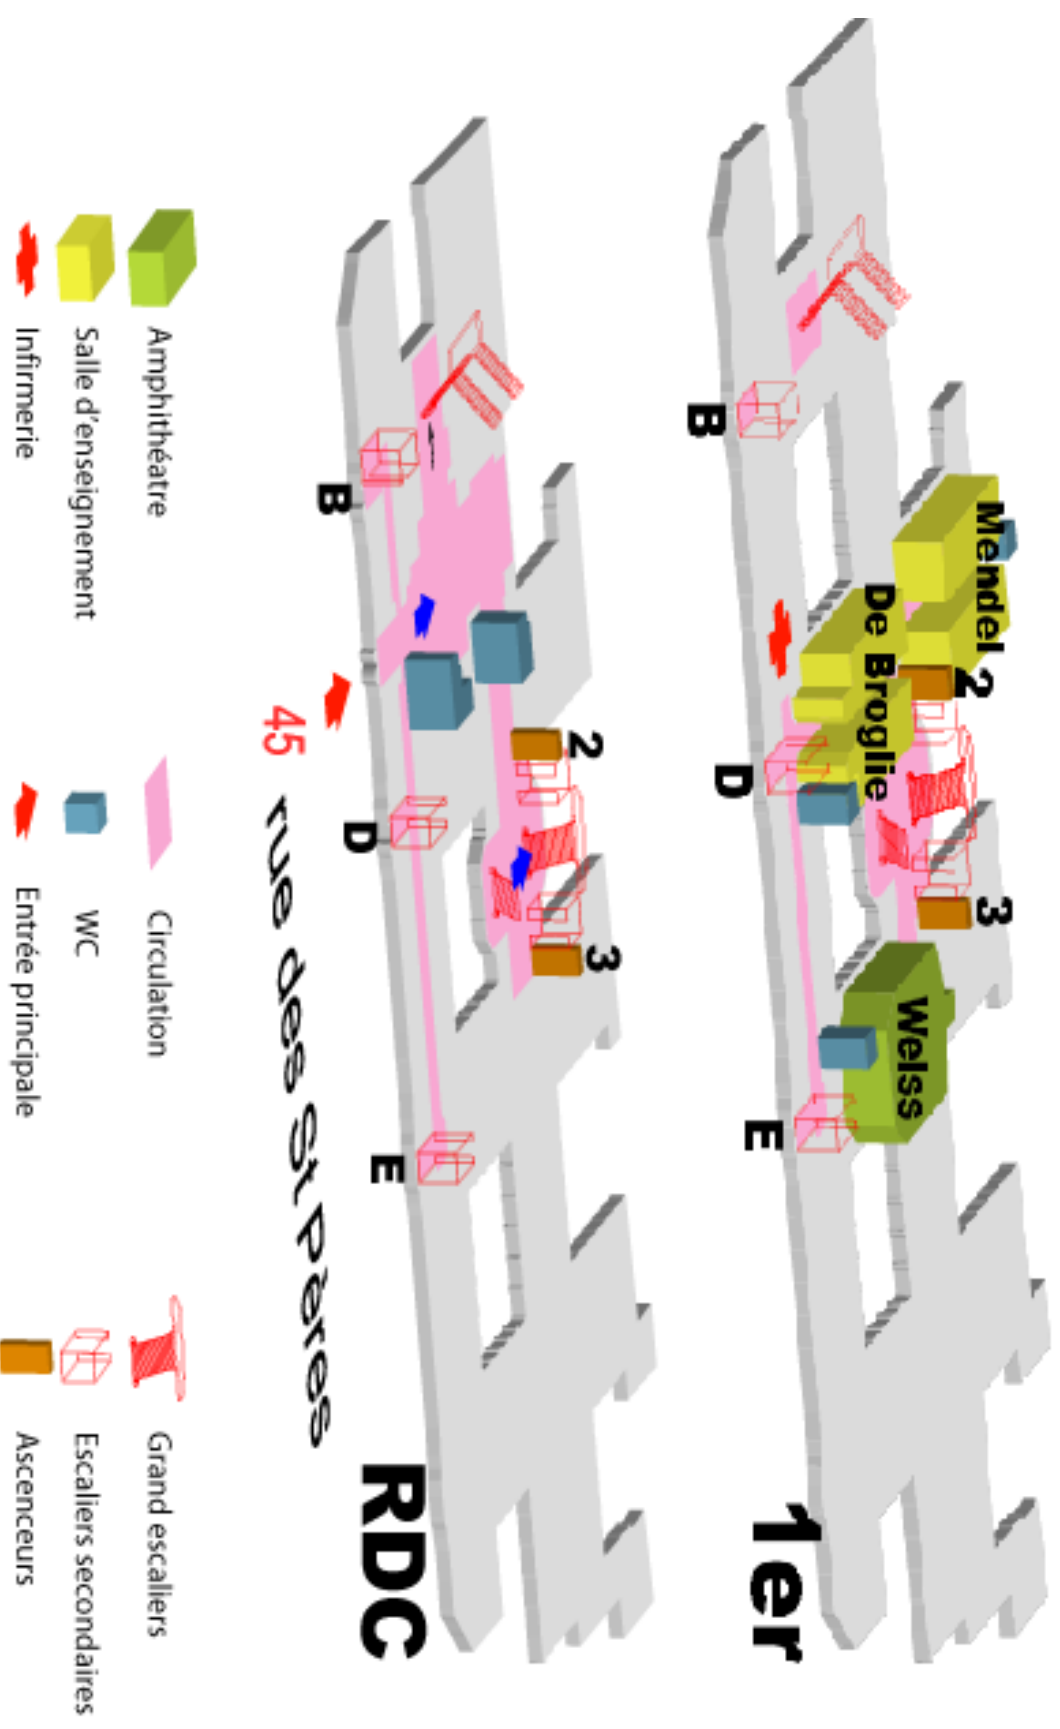 1er
Mendel
2
De Broglie
3
Weiss
B
D
E
RDC
2
3
B
D
E
45 rue des St Pères
Amphithéatre
Circulation
Grand escaliers
Salle d'enseignement
WC
Escaliers secondaires
Infirmerie
Entrée principale
Ascenceurs